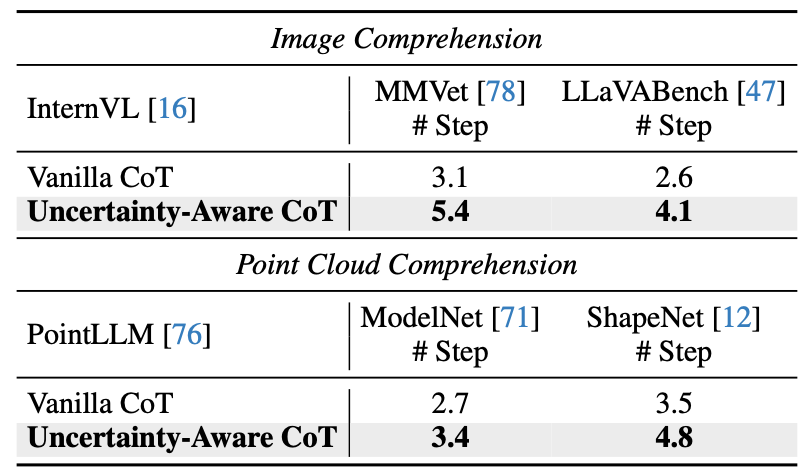 Image Comprehension
InternVL [16] MMVet [78] LLaVABench [47]
# Step # Step
Vanilla CoT 3.1 2.6
Uncertainty-Aware CoT 5.4 4.1
Point Cloud Comprehension
PointLLM [76] ModelNet [71] ShapeNet [12]
# Step # Step
Vanilla CoT 2.7 3.5
Uncertainty-Aware CoT 3.4 4.8